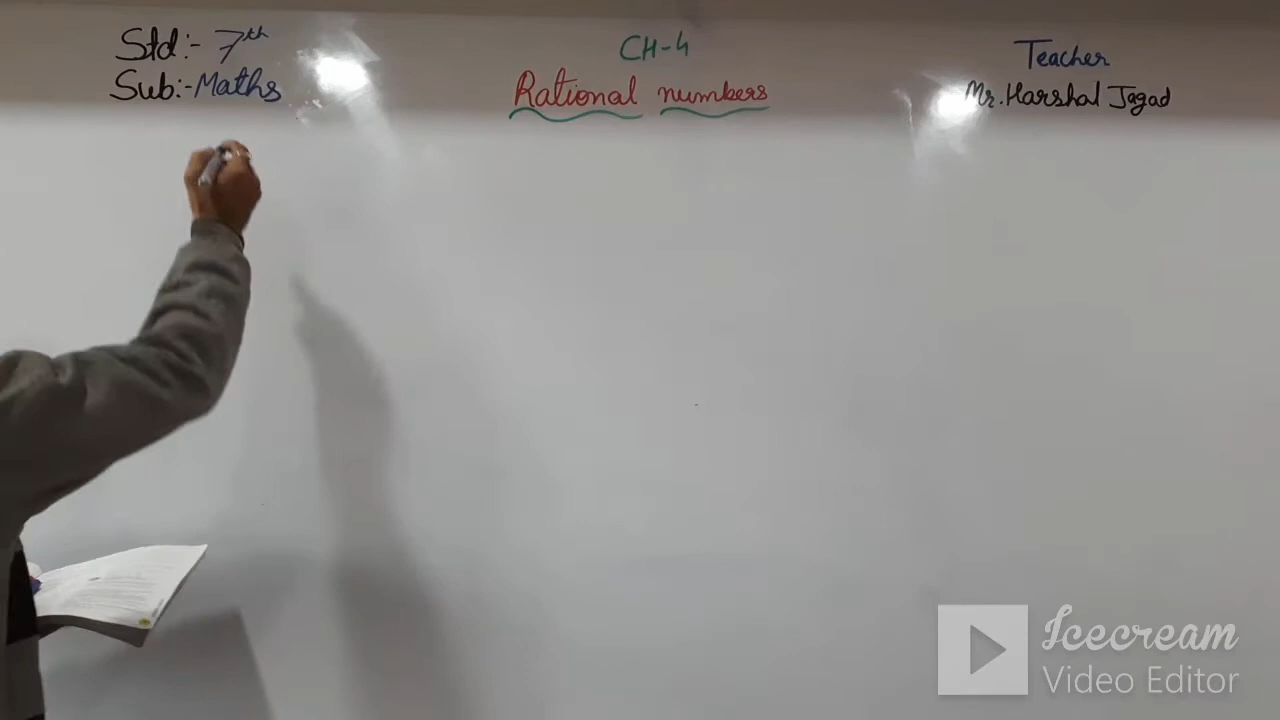 Std:- 7th
Sub:- Maths
CH-4
Rational numbers
Teacher
Mr. Harshal Jagad
Icecream
Video Editor